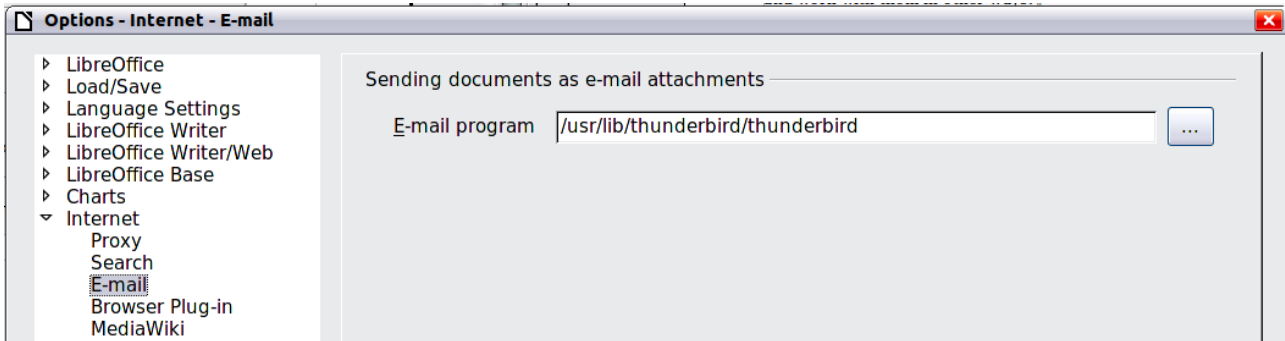 Options - Internet - E-mail
LibreOffice
Load/Save
Language Settings
LibreOffice Writer
LibreOffice Writer/Web
LibreOffice Base
Charts
Internet
Proxy
Search
E-mail
Browser Plug-in
MediaWiki
Sending documents as e-mail attachments
E-mail program /usr/lib/thunderbird/thunderbird ...